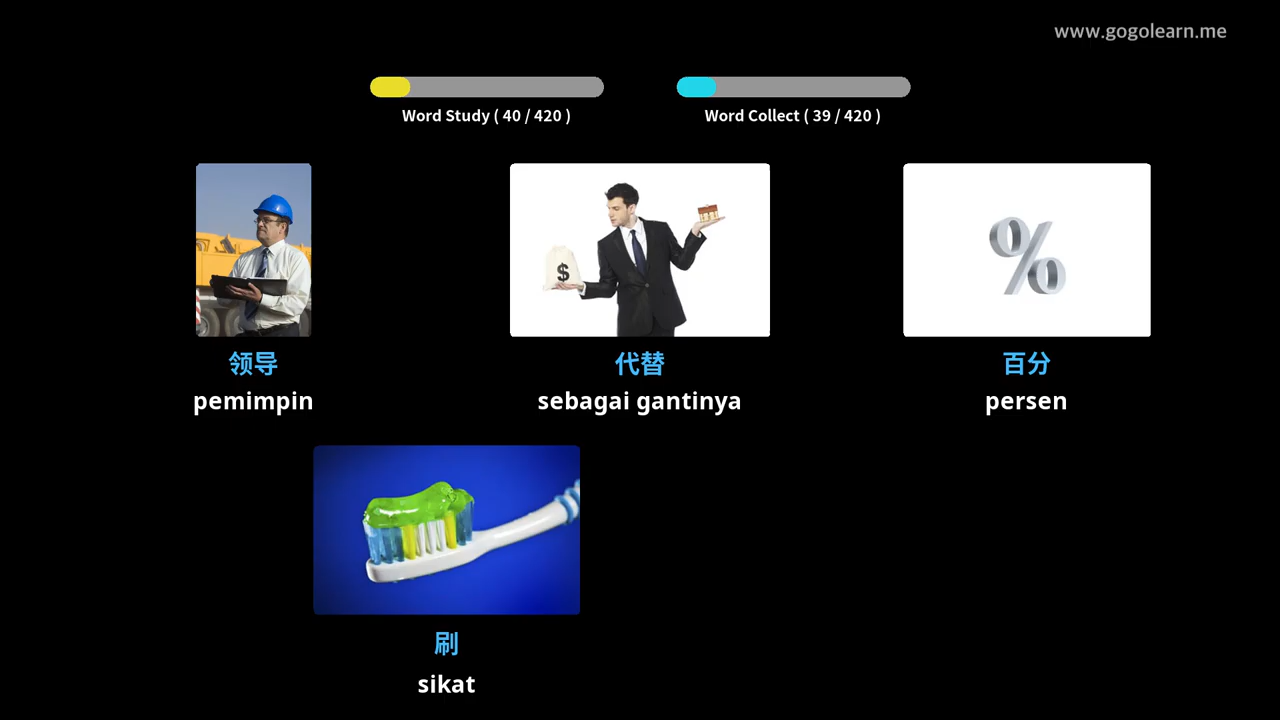 www.gogolearn.me
Word Study ( 40 / 420 )
Word Collect ( 39 / 420 )
$
%
领导
代替
百分
pemimpin
sebagai gantinya
persen
刷
sikat